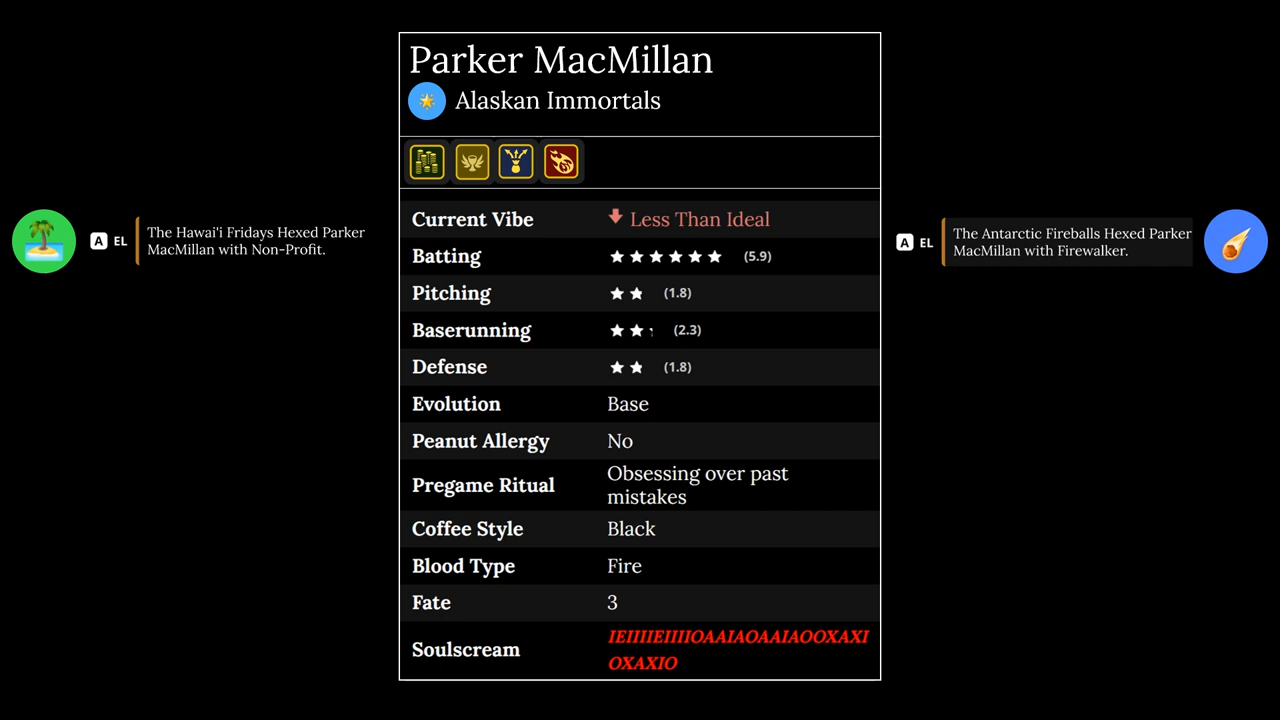 Parker MacMillan
Alaskan Immortals
A EL
The Hawai'i Fridays Hexed Parker
MacMillan with Non-Profit.
Current Vibe Less Than Ideal
Batting (5.9)
Pitching (1.8)
Baserunning (2.3)
Defense (1.8)
Evolution Base
Peanut Allergy No
Pregame Ritual Obsessing over past
mistakes
Coffee Style Black
Blood Type Fire
Fate 3
Soulscream IEIIIIEIIIIOAAIAOAAIAOOXAXI
OXAXIO
A EL
The Antarctic Fireballs Hexed Parker
MacMillan with Firewalker.